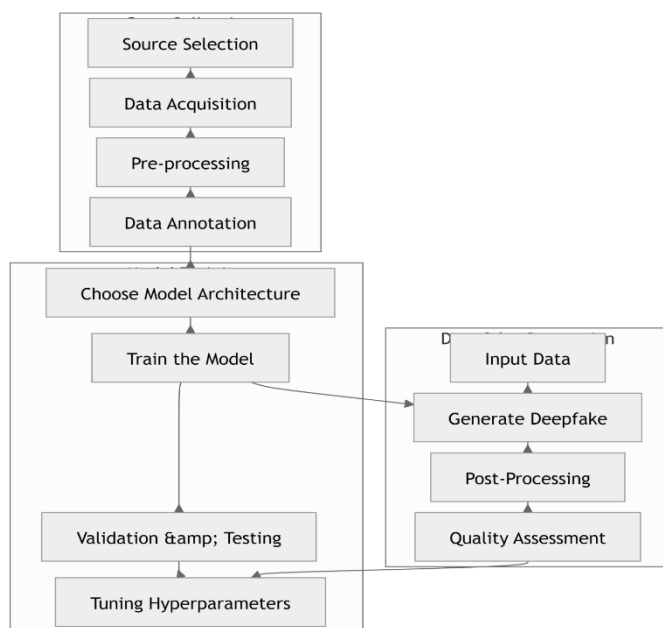 Source Selection
Data Acquisition
Pre-processing
Data Annotation
Choose Model Architecture
Train the Model
Input Data
Generate Deepfake
Post-Processing
Validation &amp; Testing
Quality Assessment
Tuning Hyperparameters